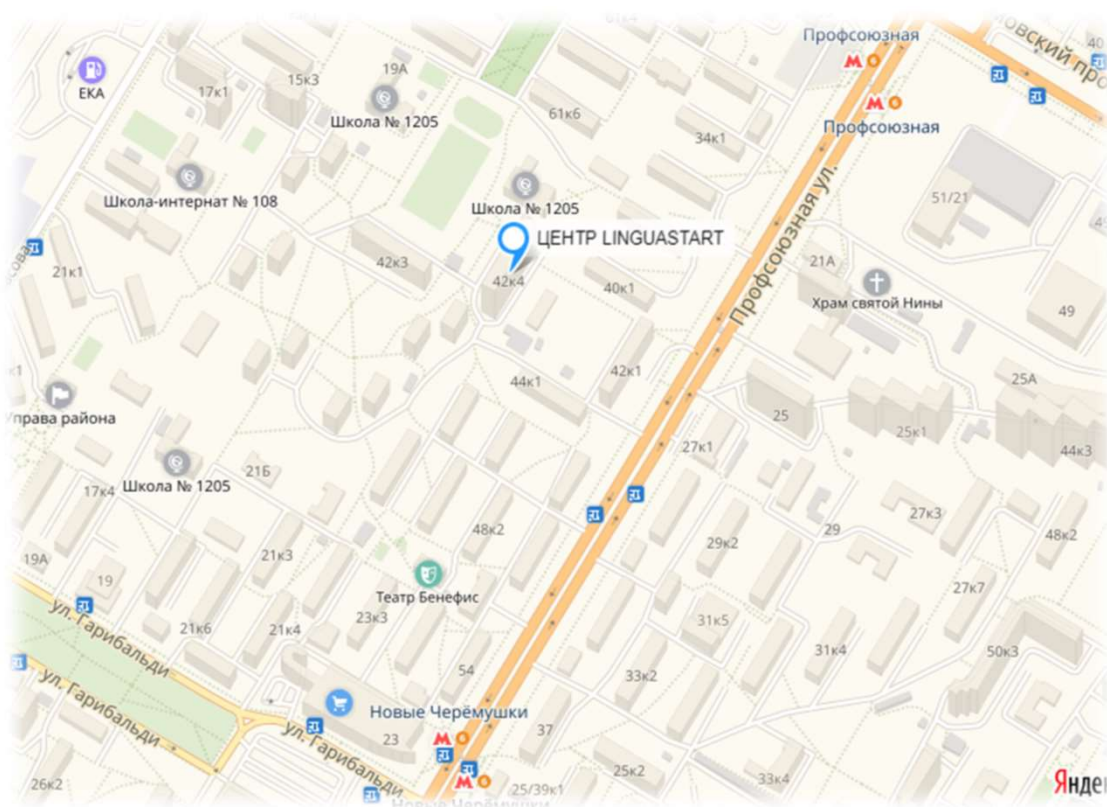 61к4
Профсоюзная
19А
15к3
17к1
ЕКА
Школа № 1205
61к6
34к1
Профсоюзная
40
Школа-интернат № 108
Школа № 1205
51/21
ЦЕНТР LINGUASTART
Профсоюзная ул.
21к1
42к3
42к4
40к1
21А
Храм святой Нины
49
44к1
42к1
25А
Управа района
25
25к1
44к3
27к1
Школа № 1205
21Б
17к4
48к2
27к3
29
29к2
48к2
19А
19
21к3
Театр Бенефис
27к7
ул. Гарибальди
21к6
21к4
23к3
31к5
31к4
50к3
54
33к2
ул. Гарибальди
Новые Черёмушки
23
37
ул. Гарибальди
26к2
25к2
33к4
25/39к1
Новые Черёмушки
Яндек